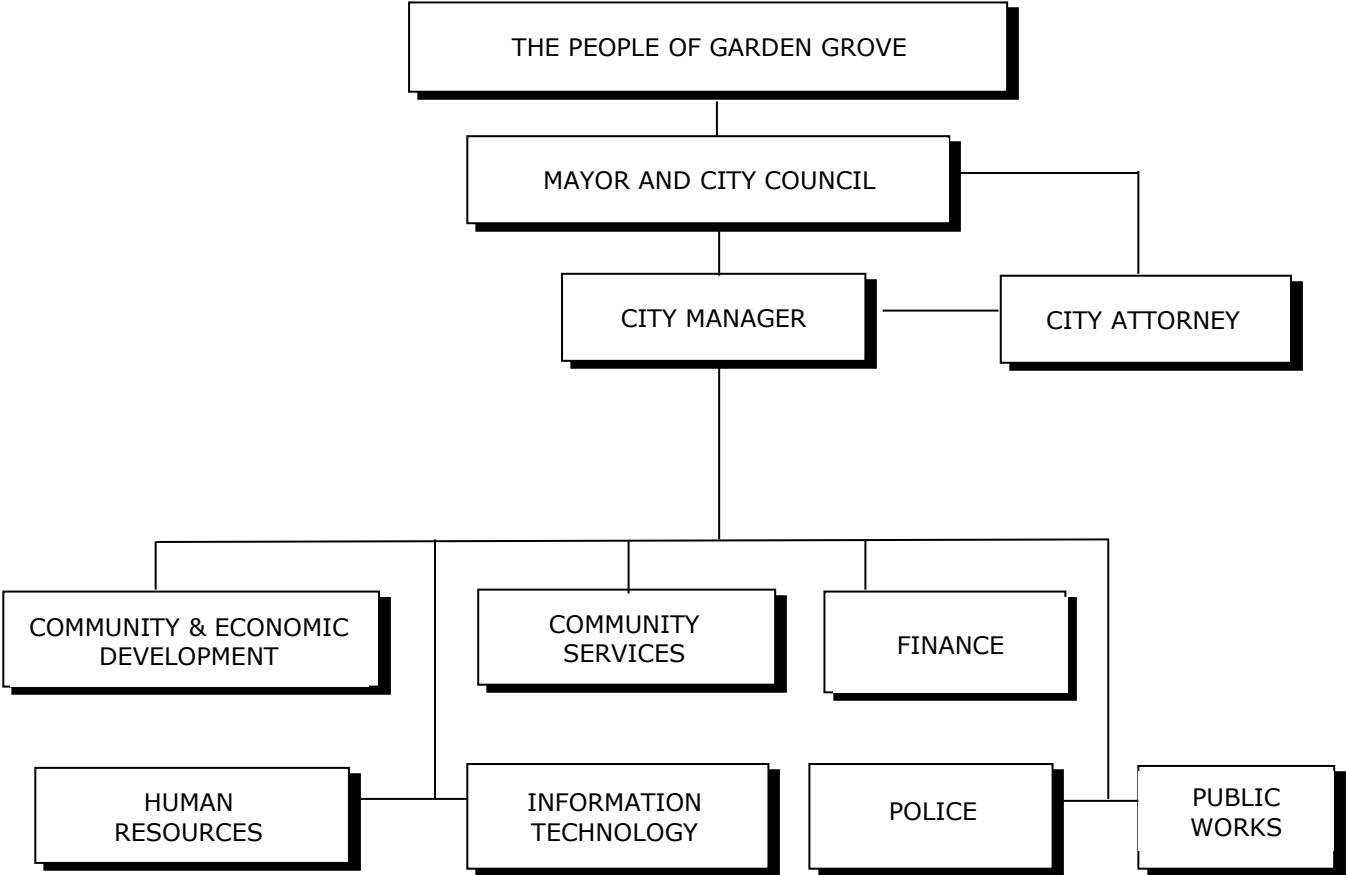 THE PEOPLE OF GARDEN GROVE
MAYOR AND CITY COUNCIL
CITY MANAGER
CITY ATTORNEY
COMMUNITY & ECONOMIC
DEVELOPMENT
COMMUNITY
SERVICES
FINANCE
HUMAN
RESOURCES
INFORMATION
TECHNOLOGY
POLICE
PUBLIC
WORKS